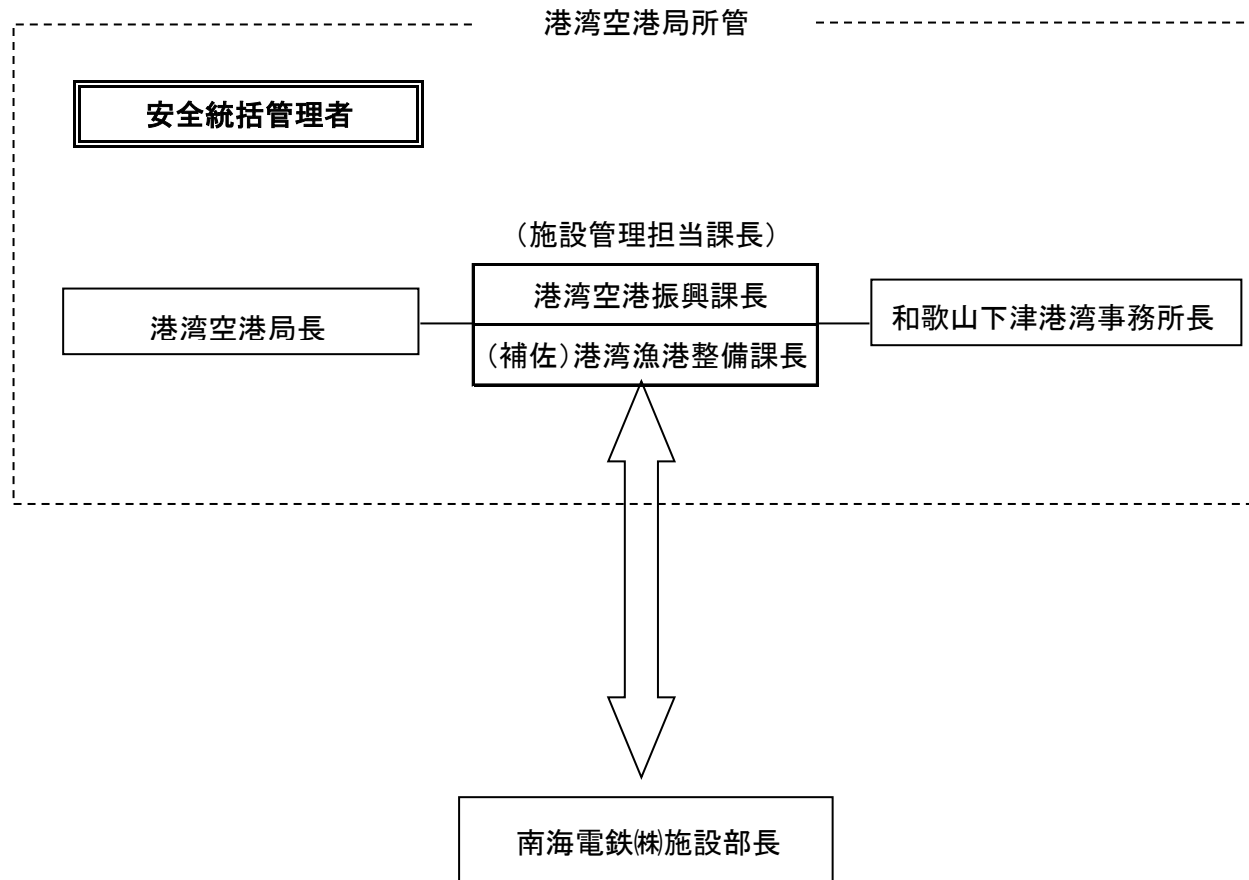 港湾空港局所管
安全統括管理者
（施設管理担当課長）
港湾空港振興課長
港湾空港局長
和歌山下津港湾事務所長
（補佐）港湾漁港整備課長
南海電鉄㈱施設部長